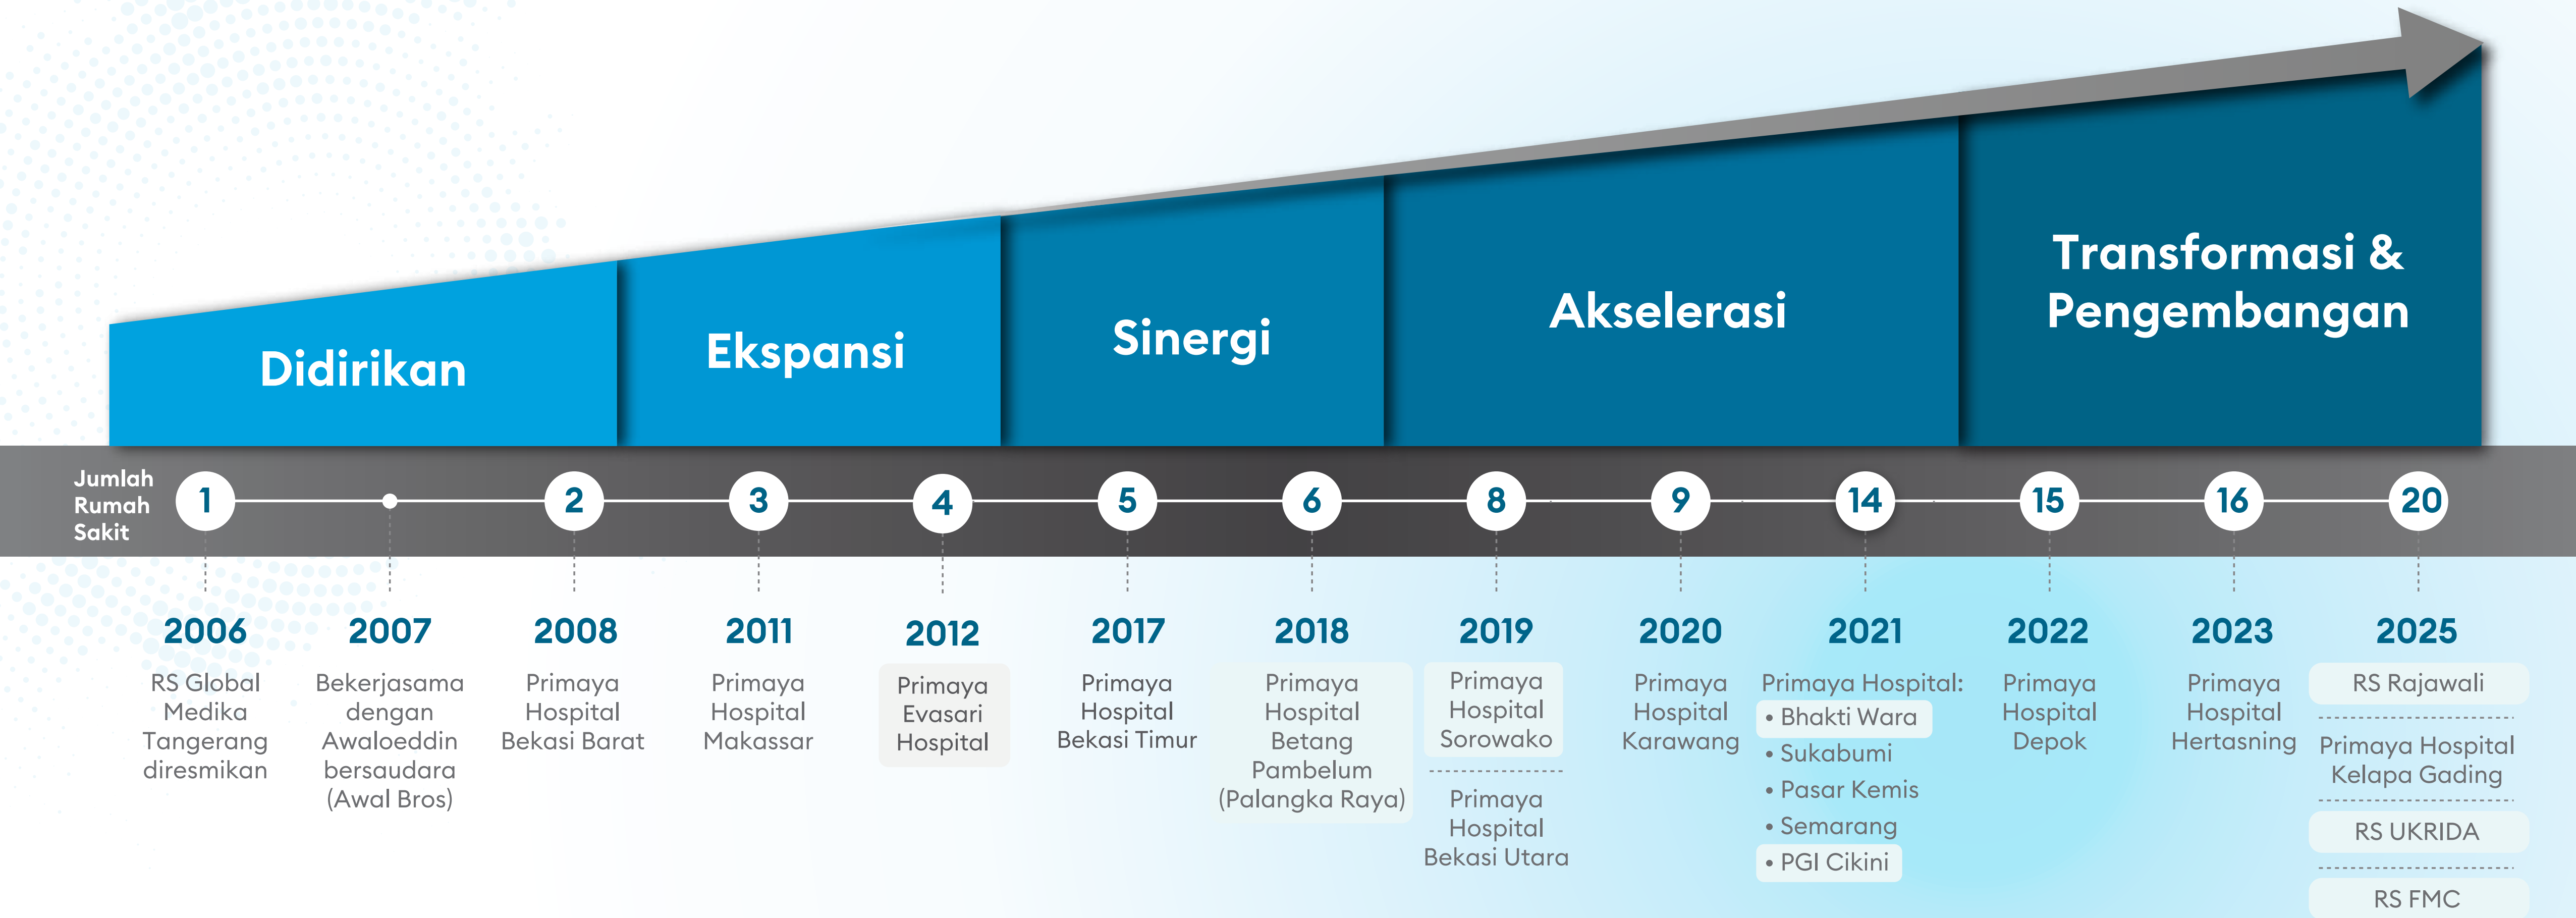 Didirikan
Ekspansi
Sinergi
Akselerasi
Transformasi &
Pengembangan
Jumlah
Rumah
Sakit
1
2
3
4
5
6
8
9
14
15
16
20
2006
RS Global
Medika
Tangerang
diresmikan
2007
Bekerjasama
dengan
Awaloeddin
bersaudara
(Awal Bros)
2008
Primaya
Hospital
Bekasi Barat
2011
Primaya
Hospital
Makassar
2012
Primaya
Evasari
Hospital
2017
Primaya
Hospital
Bekasi Timur
2018
Primaya
Hospital
Betang
Pambelum
(Palangka Raya)
2019
Primaya
Hospital
Sorowako
Primaya
Hospital
Bekasi Utara
2020
Primaya
Hospital
Karawang
2021
Primaya Hospital:
• Bhakti Wara
• Sukabumi
• Pasar Kemis
• Semarang
• PGI Cikini
2022
Primaya
Hospital
Depok
2023
Primaya
Hospital
Hertasning
2025
RS Rajawali
Primaya Hospital
Kelapa Gading
RS UKRIDA
RS FMC